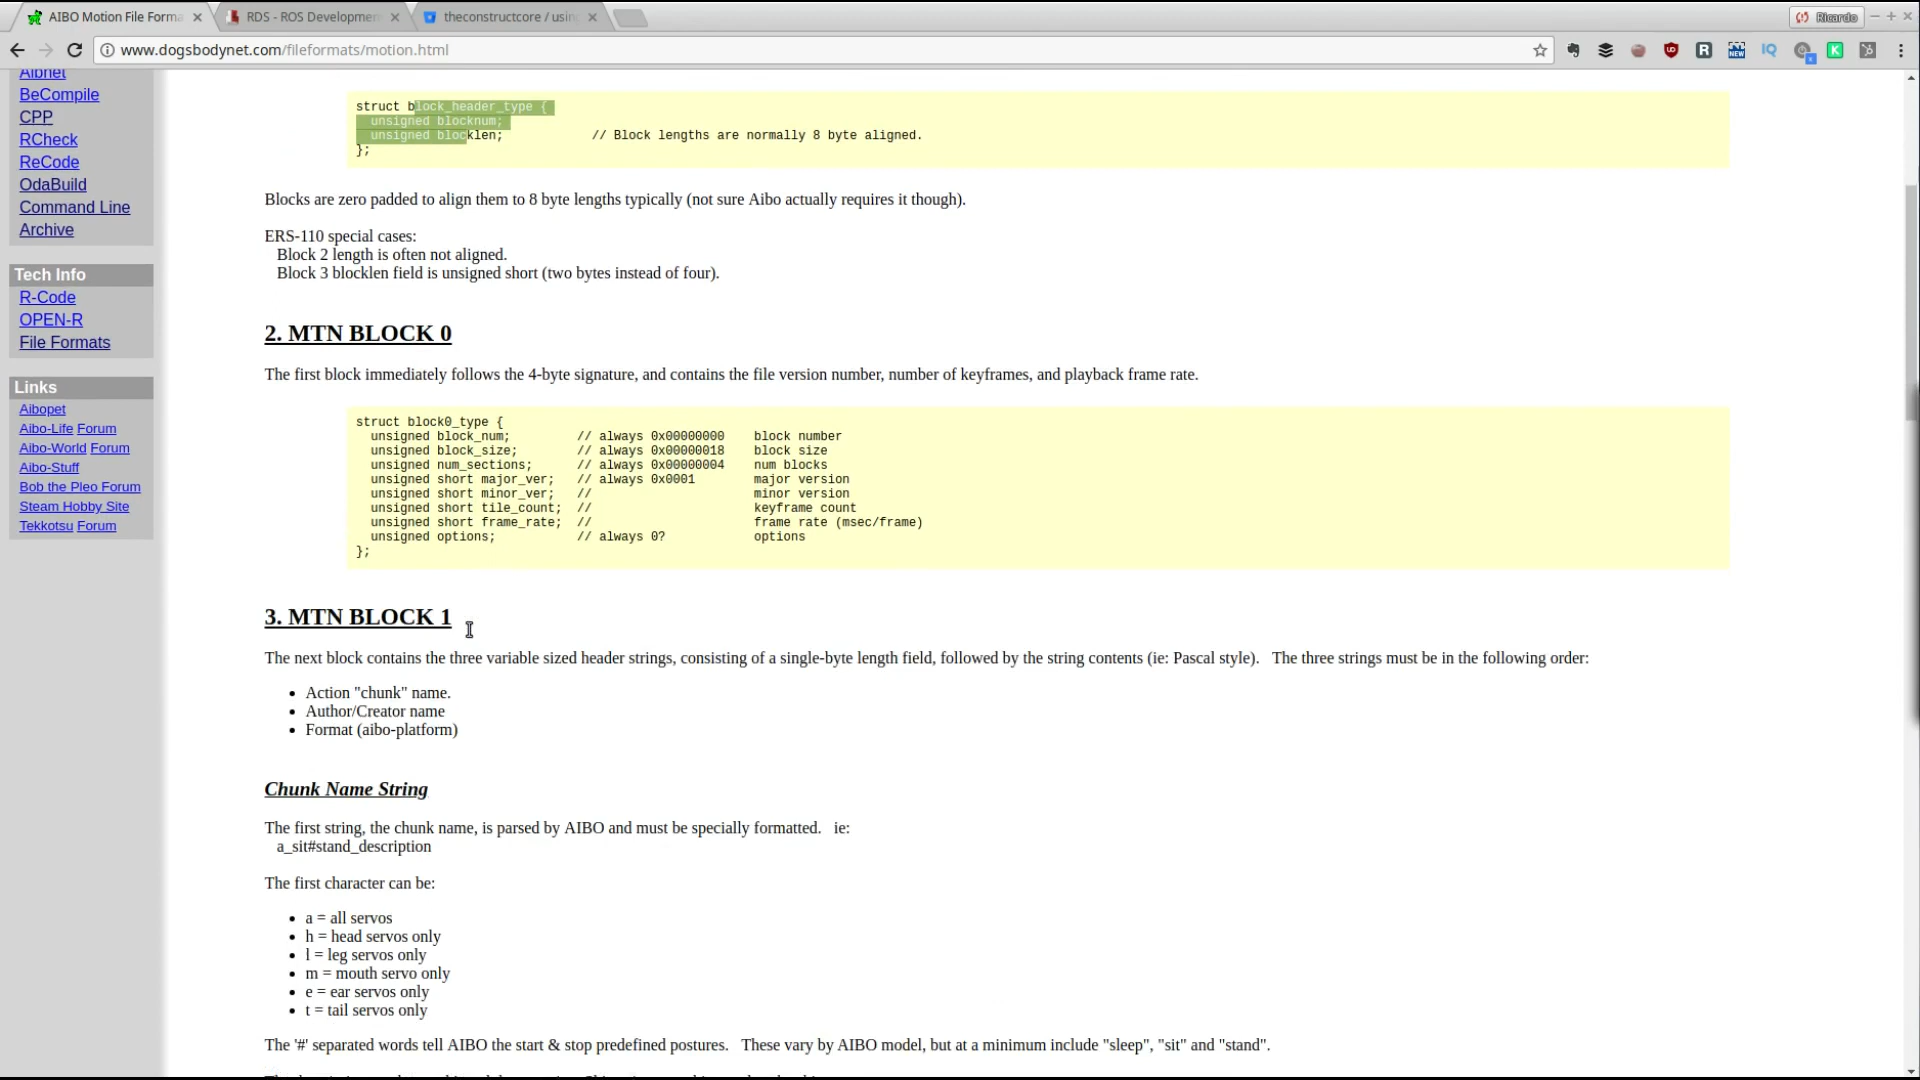 AIBO Motion File Forma
RDS - ROS Developmen
theconstructcore / usin
Ricardo
www.dogsbodynet.com/fileformats/motion.html
Aibnet
BeCompile
CPP
RCheck
ReCode
OdaBuild
Command Line
Archive
Tech Info
R-Code
OPEN-R
File Formats
Links
Aibopet
Aibo-Life Forum
Aibo-World Forum
Aibo-Stuff
Bob the Pleo Forum
Steam Hobby Site
Tekkotsu Forum
struct block_header_type {
unsigned blocknum;
unsigned blocklen; // Block lengths are normally 8 byte aligned.
};
Blocks are zero padded to align them to 8 byte lengths typically (not sure Aibo actually requires it though).
ERS-110 special cases:
Block 2 length is often not aligned.
Block 3 blocklen field is unsigned short (two bytes instead of four).
2. MTN BLOCK 0
The first block immediately follows the 4-byte signature, and contains the file version number, number of keyframes, and playback frame rate.
struct block0_type {
unsigned block_num; // always 0x00000000 block number
unsigned block_size; // always 0x00000018 block size
unsigned num_sections; // always 0x00000004 num blocks
unsigned short major_ver; // always 0x0001 major version
unsigned short minor_ver; // minor version
unsigned short tile_count; // keyframe count
unsigned short frame_rate; // frame rate (msec/frame)
unsigned options; // always 0? options
};
3. MTN BLOCK 1
The next block contains the three variable sized header strings, consisting of a single-byte length field, followed by the string contents (ie: Pascal style). The three strings must be in the following order:
• Action "chunk" name.
• Author/Creator name
• Format (aibo-platform)
Chunk Name String
The first string, the chunk name, is parsed by AIBO and must be specially formatted. ie:
a_sit#stand_description
The first character can be:
• a = all servos
• h = head servos only
• l = leg servos only
• m = mouth servo only
• e = ear servos only
• t = tail servos only
The '#' separated words tell AIBO the start & stop predefined postures. These vary by AIBO model, but at a minimum include "sleep", "sit" and "stand".